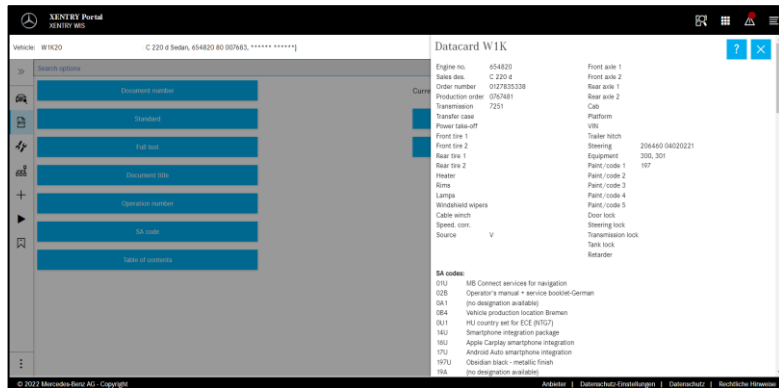 XENTRY Portal
XENTRY WIS
Vehicle: W1K20 C 220 d Sedan, 654820 80 007683, ****** ******]
Search options
Document number
Standard
Full text
Document title
Operation number
SA code
Table of contents
Curre
Datacard W1K
?
Engine no. 654820
Sales des. C 220 d
Order number 0127835338
Production order 0767481
Transmission 7251
Transfer case
Power take-off
Front tire 1
Front tire 2
Rear tire 1
Rear tire 2
Heater
Rims
Lamps
Windshield wipers
Cable winch
Speed. corr.
Source V
Front axle 1
Front axle 2
Rear axle 1
Rear axle 2
Cab
Platform
VIN
Trailer hitch
Steering 206460 04020221
Equipment 300, 301
Paint/code 1 197
Paint/code 2
Paint/code 3
Paint/code 4
Paint/code 5
Door lock
Steering lock
Transmission lock
Tank lock
Retarder
SA codes:
01U MB Connect services for navigation
02B Operator's manual + service booklet-German
0A1 (no designation available)
0B4 Vehicle production location Bremen
0U1 HU country set for ECE (NTG7)
14U Smartphone integration package
16U Apple Carplay smartphone integration
17U Android Auto smartphone integration
197U Obsidian black - metallic finish
19A (no designation available)
© 2022 Mercedes-Benz AG - Copyright
Anbieter | Datenschutz-Einstellungen | Datenschutz | Rechtliche Hinweise